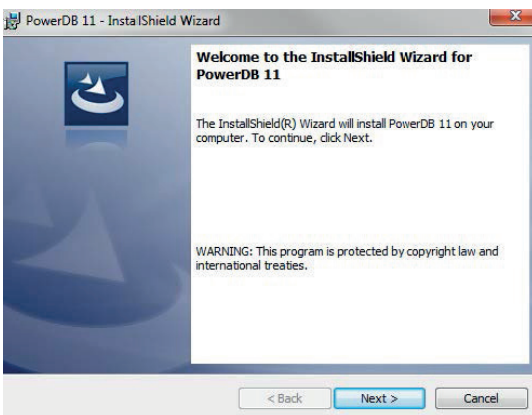 PowerDB 11 - InstallShield Wizard
Welcome to the InstallShield Wizard for
PowerDB 11
The InstallShield(R) Wizard will install PowerDB 11 on your
computer. To continue, click Next.
WARNING: This program is protected by copyright law and
international treaties.
< Back Next > Cancel